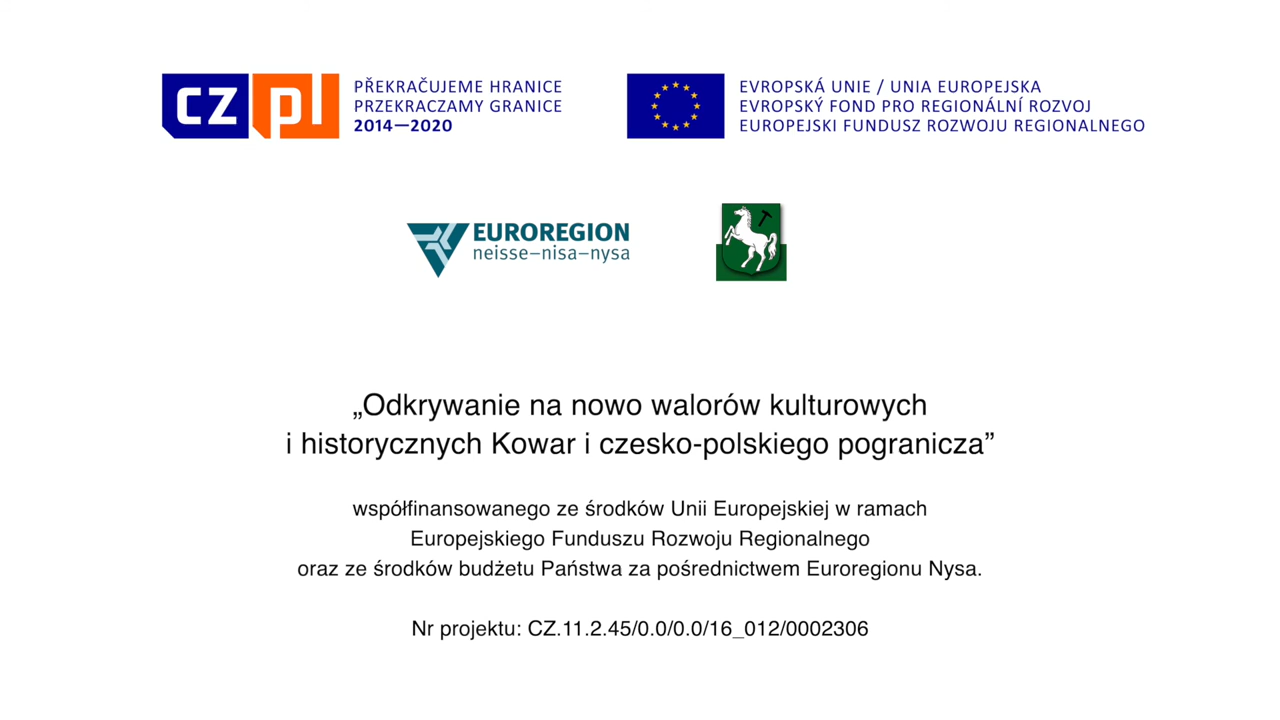 cz pl
PŘEKRAČUJEME HRANICE
PRZEKRACZAMY GRANICE
2014—2020
EVROPSKÁ UNIE / UNIA EUROPEJSKA
EVROPSKÝ FOND PRO REGIONÁLNÍ ROZVOJ
EUROPEJSKI FUNDUSZ ROZWOJU REGIONALNEGO
EUROREGION
neisse–nisa–nysa
„Odkrywanie na nowo walorów kulturowych
i historycznych Kowar i czesko-polskiego pogranicza”
współfinansowanego ze środków Unii Europejskiej w ramach
Europejskiego Funduszu Rozwoju Regionalnego
oraz ze środków budżetu Państwa za pośrednictwem Euroregionu Nysa.
Nr projektu: CZ.11.2.45/0.0/0.0/16_012/0002306